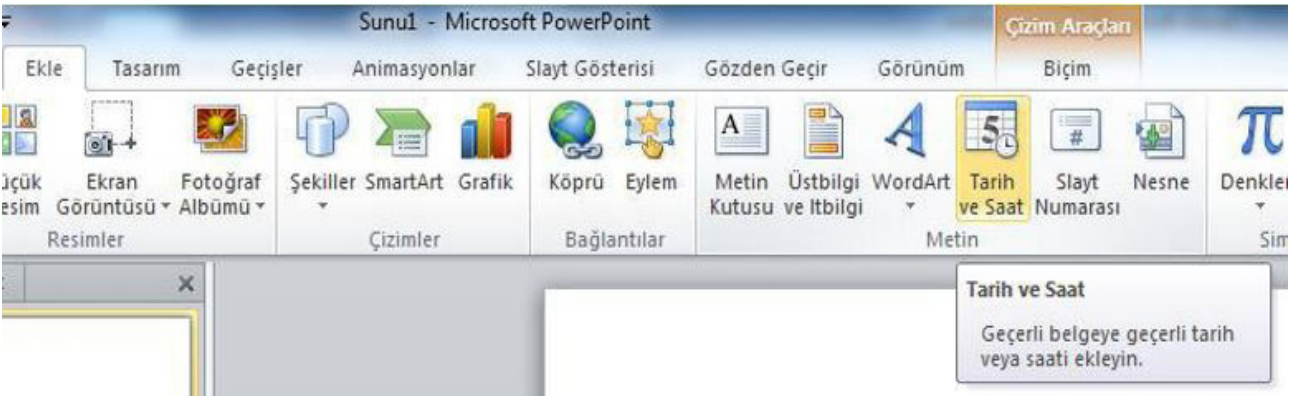 Sunu1 - Microsoft PowerPoint
Çizim Araçları
Ekle Tasarım Geçişler Animasyonlar Slayt Gösterisi Gözden Geçir Görünüm Biçim
Ekran Fotoğraf Şekiller SmartArt Grafik Köprü Eylem Metin Üstbilgi WordArt Tarih Slayt Nesne
Görüntüsü Albümü Kutusu ve ltbilgi ve Saat Numarası
Resimler Çizimler Bağlantılar Metin
Tarih ve Saat
Geçerli belgeye geçerli tarih
veya saati ekleyin.